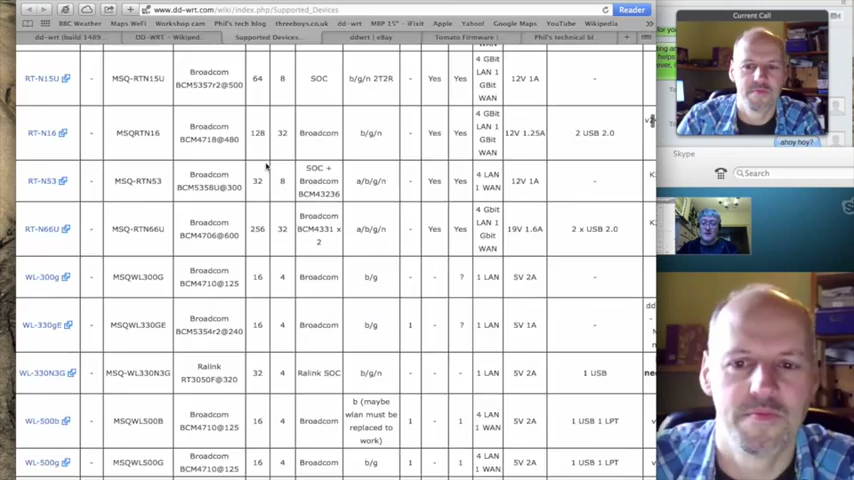 www.dd-wrt.com/wiki/index.php/Supported_Devices
Reader
BBC Weather Maps WeFi Workshop cam Phil's tech blog threeboys.co.uk dd-wrt MBP 15" - iFixit Apple Yahoo! Google Maps YouTube Wikipedia
dd-wrt (build 1489... DD-WRT - Wikiped... Supported Devices... ddwrt | eBay Tomato Firmware | ... Phil's technical bl...
RT-N15U - MSQ-RTN15U Broadcom BCM5357r2@500 64 8 SOC b/g/n 2T2R - Yes Yes 4 GBit LAN 1 GBit WAN 12V 1A -
RT-N16 - MSQRTN16 Broadcom BCM4718@480 128 32 Broadcom b/g/n - Yes Yes 4 GBit LAN 1 GBit WAN 12V 1.25A 2 USB 2.0
RT-N53 - MSQ-RTN53 Broadcom BCM5358U@300 32 8 SOC + Broadcom BCM43236 a/b/g/n - Yes Yes 4 LAN 1 WAN 12V 1A -
RT-N66U - MSQ-RTN66U Broadcom BCM4706@600 256 32 Broadcom BCM4331 x 2 a/b/g/n - Yes Yes 4 Gbit LAN 1 Gbit WAN 19V 1.6A 2 x USB 2.0
WL-300g - MSQWL300G Broadcom BCM4710@125 16 4 Broadcom b/g - - ? 1 LAN 5V 2A -
WL-330gE - MSQWL330GE Broadcom BCM5354r2@240 16 4 Broadcom b/g 1 - ? 1 LAN 5V 1A -
WL-330N3G - MSQ-WL330N3G Ralink RT3050F@320 32 4 Ralink SOC b/g/n - - - 1 LAN 5V 2A 1 USB
WL-500b - MSQWL500B Broadcom BCM4710@125 16 4 Broadcom b (maybe wlan must be replaced to work) 1 - 1 4 LAN 1 WAN 5V 2A 1 USB 1 LPT
WL-500g - MSQWL500G Broadcom BCM4710@125 16 4 Broadcom b/g 1 - 1 4 LAN 1 WAN 5V 2A 1 USB 1 LPT
Current Call
ahoy hoy?
Skype
Search